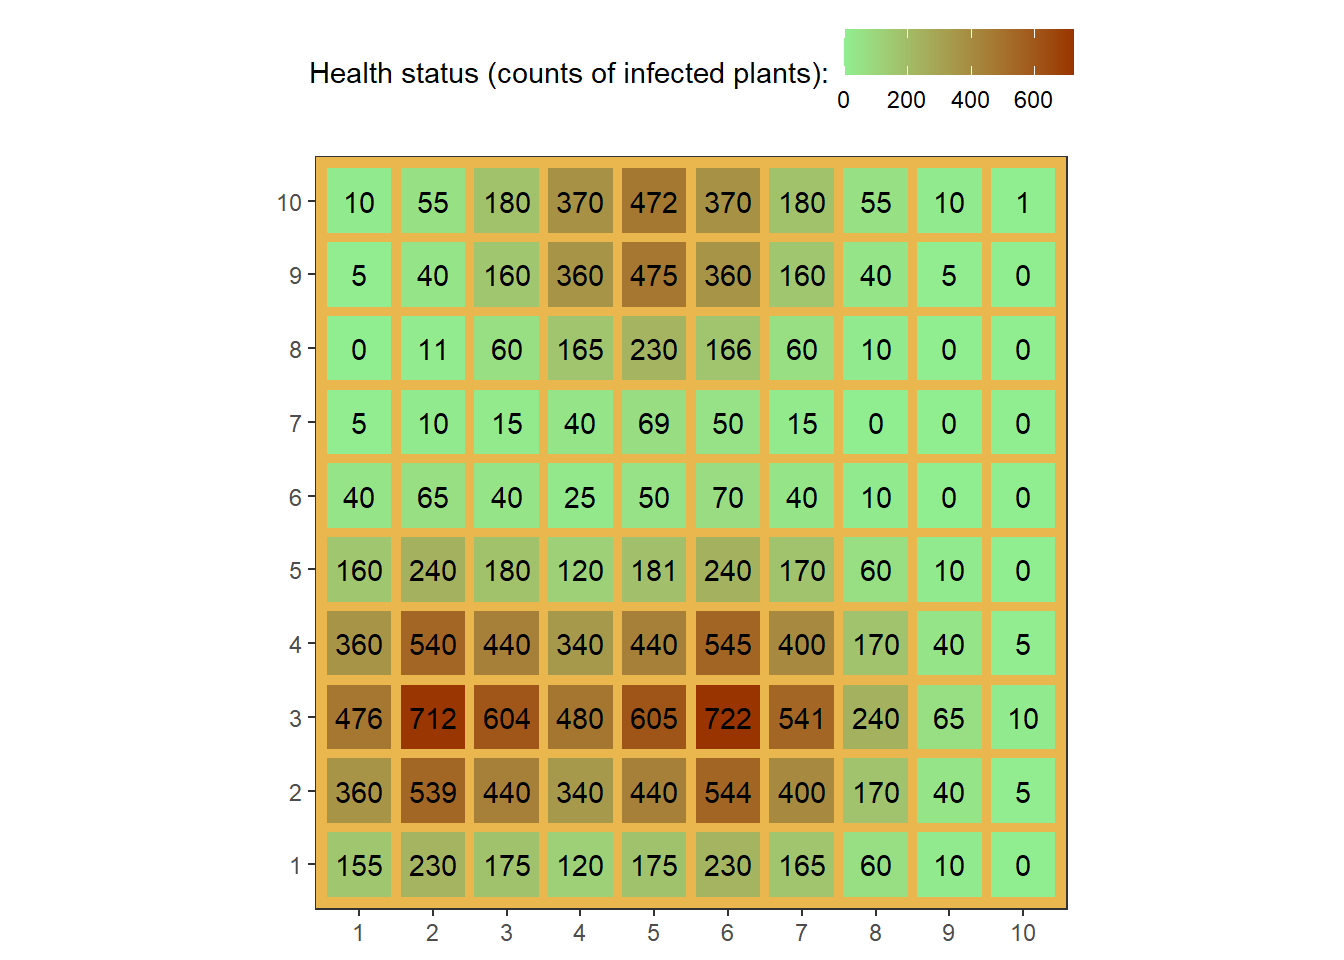 Health status (counts of infected plants):
0 200 400 600
10 10 55 180 370 472 370 180 55 10 1
9 5 40 160 360 475 360 160 40 5 0
8 0 11 60 165 230 166 60 10 0 0
7 5 10 15 40 69 50 15 0 0 0
6 40 65 40 25 50 70 40 10 0 0
5 160 240 180 120 181 240 170 60 10 0
4 360 540 440 340 440 545 400 170 40 5
3 476 712 604 480 605 722 541 240 65 10
2 360 539 440 340 440 544 400 170 40 5
1 155 230 175 120 175 230 165 60 10 0
1 2 3 4 5 6 7 8 9 10